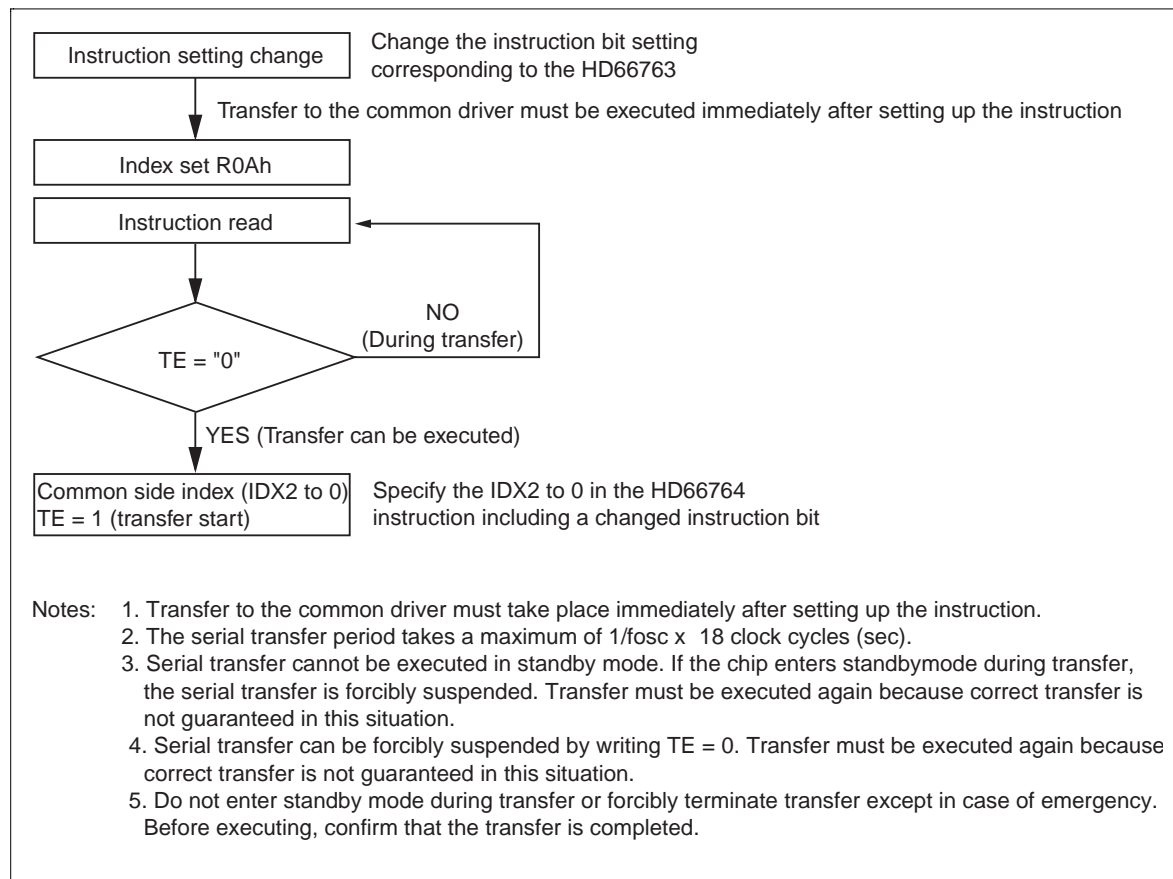 Instruction setting change
Change the instruction bit setting
corresponding to the HD66763
Transfer to the common driver must be executed immediately after setting up the instruction
Index set R0Ah
Instruction read
NO
(During transfer)
TE = "0"
YES (Transfer can be executed)
Common side index (IDX2 to 0)
TE = 1 (transfer start)
Specify the IDX2 to 0 in the HD66764
instruction including a changed instruction bit
Notes: 1. Transfer to the common driver must take place immediately after setting up the instruction.
2. The serial transfer period takes a maximum of 1/fosc x 18 clock cycles (sec).
3. Serial transfer cannot be executed in standby mode. If the chip enters standbymode during transfer,
the serial transfer is forcibly suspended. Transfer must be executed again because correct transfer is
not guaranteed in this situation.
4. Serial transfer can be forcibly suspended by writing TE = 0. Transfer must be executed again because
correct transfer is not guaranteed in this situation.
5. Do not enter standby mode during transfer or forcibly terminate transfer except in case of emergency.
Before executing, confirm that the transfer is completed.